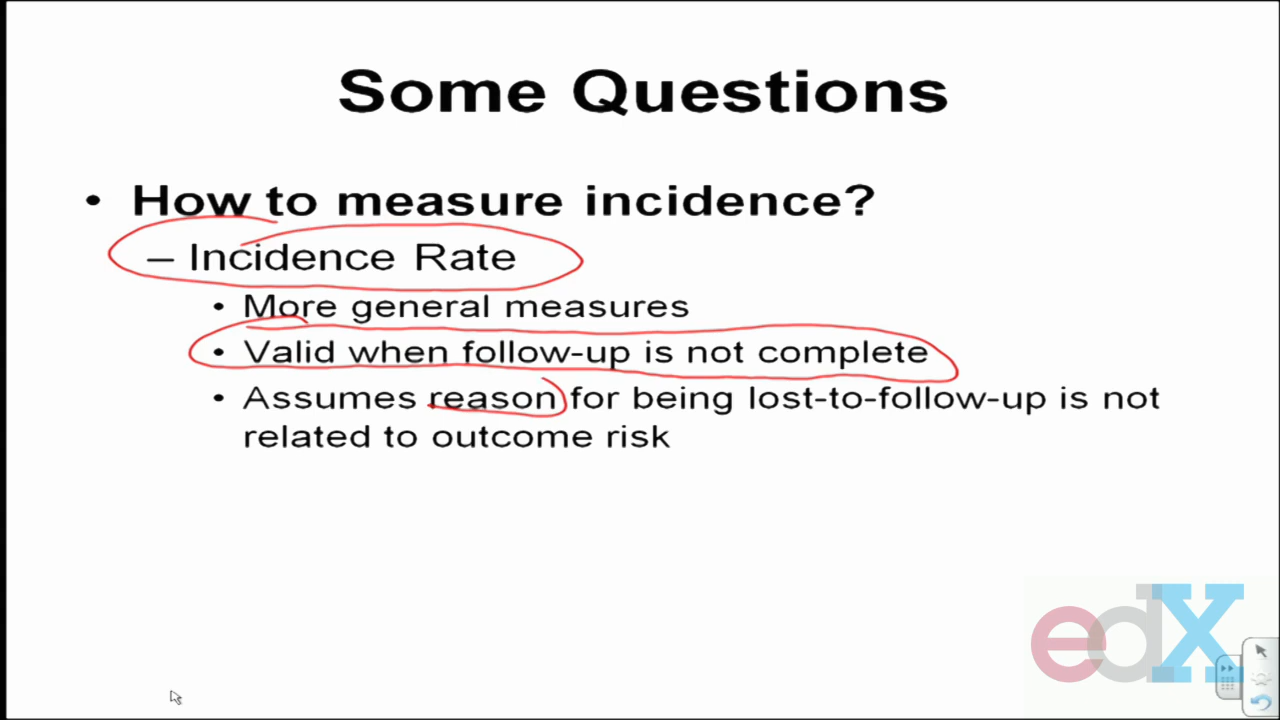 Some Questions
• How to measure incidence?
– Incidence Rate
• More general measures
• Valid when follow-up is not complete
• Assumes reason for being lost-to-follow-up is not
related to outcome risk
edX